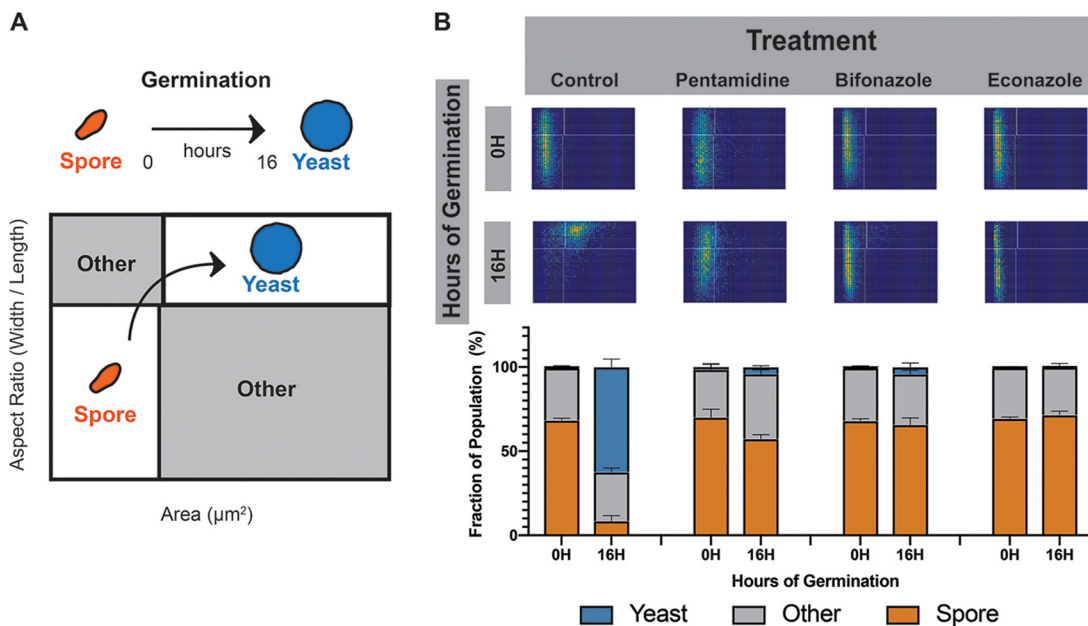 A
Germination
Spore 0 hours 16 Yeast
Aspect Ratio (Width / Length)
Other
Yeast
Spore
Other
Area (µm²)
B
Treatment
Control Pentamidine Bifonazole Econazole
Hours of Germination
0H
16H
Fraction of Population (%)
100
50
0
0H 16H 0H 16H 0H 16H 0H 16H
Hours of Germination
Yeast Other Spore